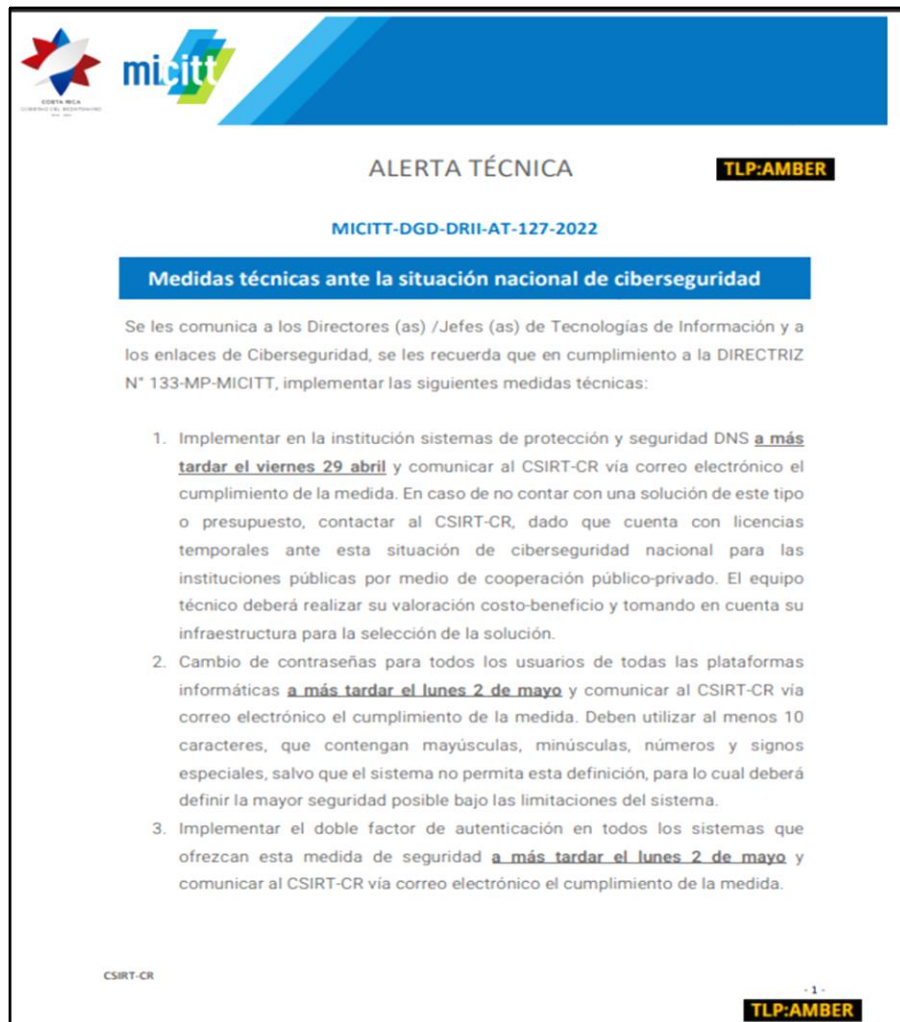 COSTA RICA
GOBIERNO DEL BICENTENARIO
micitt
ALERTA TÉCNICA
TLP:AMBER
MICITT-DGD-DRII-AT-127-2022
Medidas técnicas ante la situación nacional de ciberseguridad
Se les comunica a los Directores (as) /Jefes (as) de Tecnologías de Información y a
los enlaces de Ciberseguridad, se les recuerda que en cumplimiento a la DIRECTRIZ
N° 133-MP-MICITT, implementar las siguientes medidas técnicas:
1. Implementar en la institución sistemas de protección y seguridad DNS a más
tardar el viernes 29 abril y comunicar al CSIRT-CR vía correo electrónico el
cumplimiento de la medida. En caso de no contar con una solución de este tipo
o presupuesto, contactar al CSIRT-CR, dado que cuenta con licencias
temporales ante esta situación de ciberseguridad nacional para las
instituciones públicas por medio de cooperación público-privado. El equipo
técnico deberá realizar su valoración costo-beneficio y tomando en cuenta su
infraestructura para la selección de la solución.
2. Cambio de contraseñas para todos los usuarios de todas las plataformas
informáticas a más tardar el lunes 2 de mayo y comunicar al CSIRT-CR vía
correo electrónico el cumplimiento de la medida. Deben utilizar al menos 10
caracteres, que contengan mayúsculas, minúsculas, números y signos
especiales, salvo que el sistema no permita esta definición, para lo cual deberá
definir la mayor seguridad posible bajo las limitaciones del sistema.
3. Implementar el doble factor de autenticación en todos los sistemas que
ofrezcan esta medida de seguridad a más tardar el lunes 2 de mayo y
comunicar al CSIRT-CR vía correo electrónico el cumplimiento de la medida.
CSIRT-CR
- 1 -
TLP:AMBER